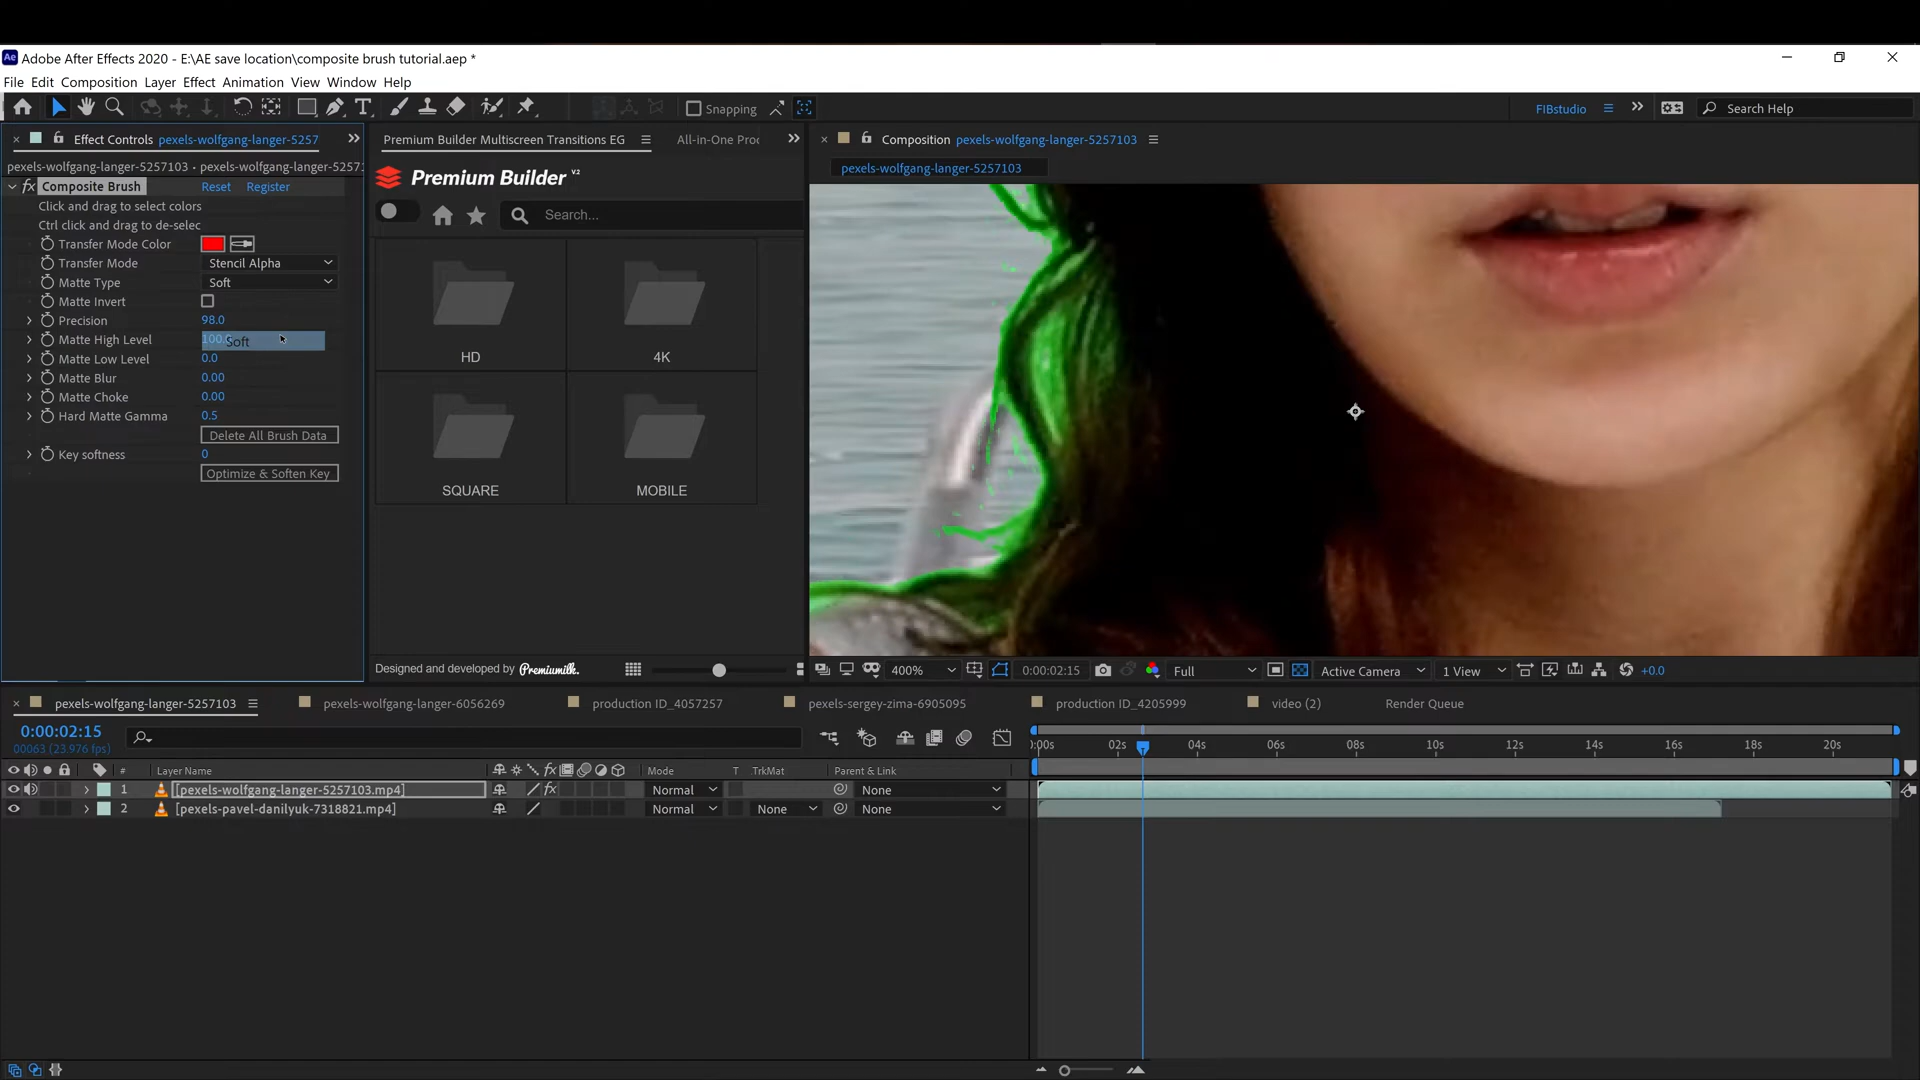 Adobe After Effects 2020 - E:\AE save location\composite brush tutorial.aep *
File Edit Composition Layer Effect Animation View Window Help
Snapping
FIBstudio
Search Help
Effect Controls pexels-wolfgang-langer-5257
pexels-wolfgang-langer-5257103 • pexels-wolfgang-langer-52571
fx Composite Brush Reset Register
Click and drag to select colors
Ctrl click and drag to de-selec
Transfer Mode Color
Transfer Mode Stencil Alpha
Matte Type Soft
Matte Invert
Precision 98.0
Matte High Level 100. Soft
Matte Low Level 0.0
Matte Blur 0.00
Matte Choke 0.00
Hard Matte Gamma 0.5
Delete All Brush Data
Key softness 0
Optimize & Soften Key
Premium Builder Multiscreen Transitions EG All-in-One Proc
Premium Builder V2
Search...
HD 4K
SQUARE MOBILE
Designed and developed by Premiumilk.
Composition pexels-wolfgang-langer-5257103
pexels-wolfgang-langer-5257103
400% 0:00:02:15 Full Active Camera 1 View +0.0
pexels-wolfgang-langer-5257103 pexels-wolfgang-langer-6056269 production ID_4057257 pexels-sergey-zima-6905095 production ID_4205999 video (2) Render Queue
0:00:02:15
00063 (23.976 fps)
):00s 02s 04s 06s 08s 10s 12s 14s 16s 18s 20s
# Layer Name fx Mode T .TrkMat Parent & Link
1 [pexels-wolfgang-langer-5257103.mp4] fx Normal None
2 [pexels-pavel-danilyuk-7318821.mp4] Normal None None